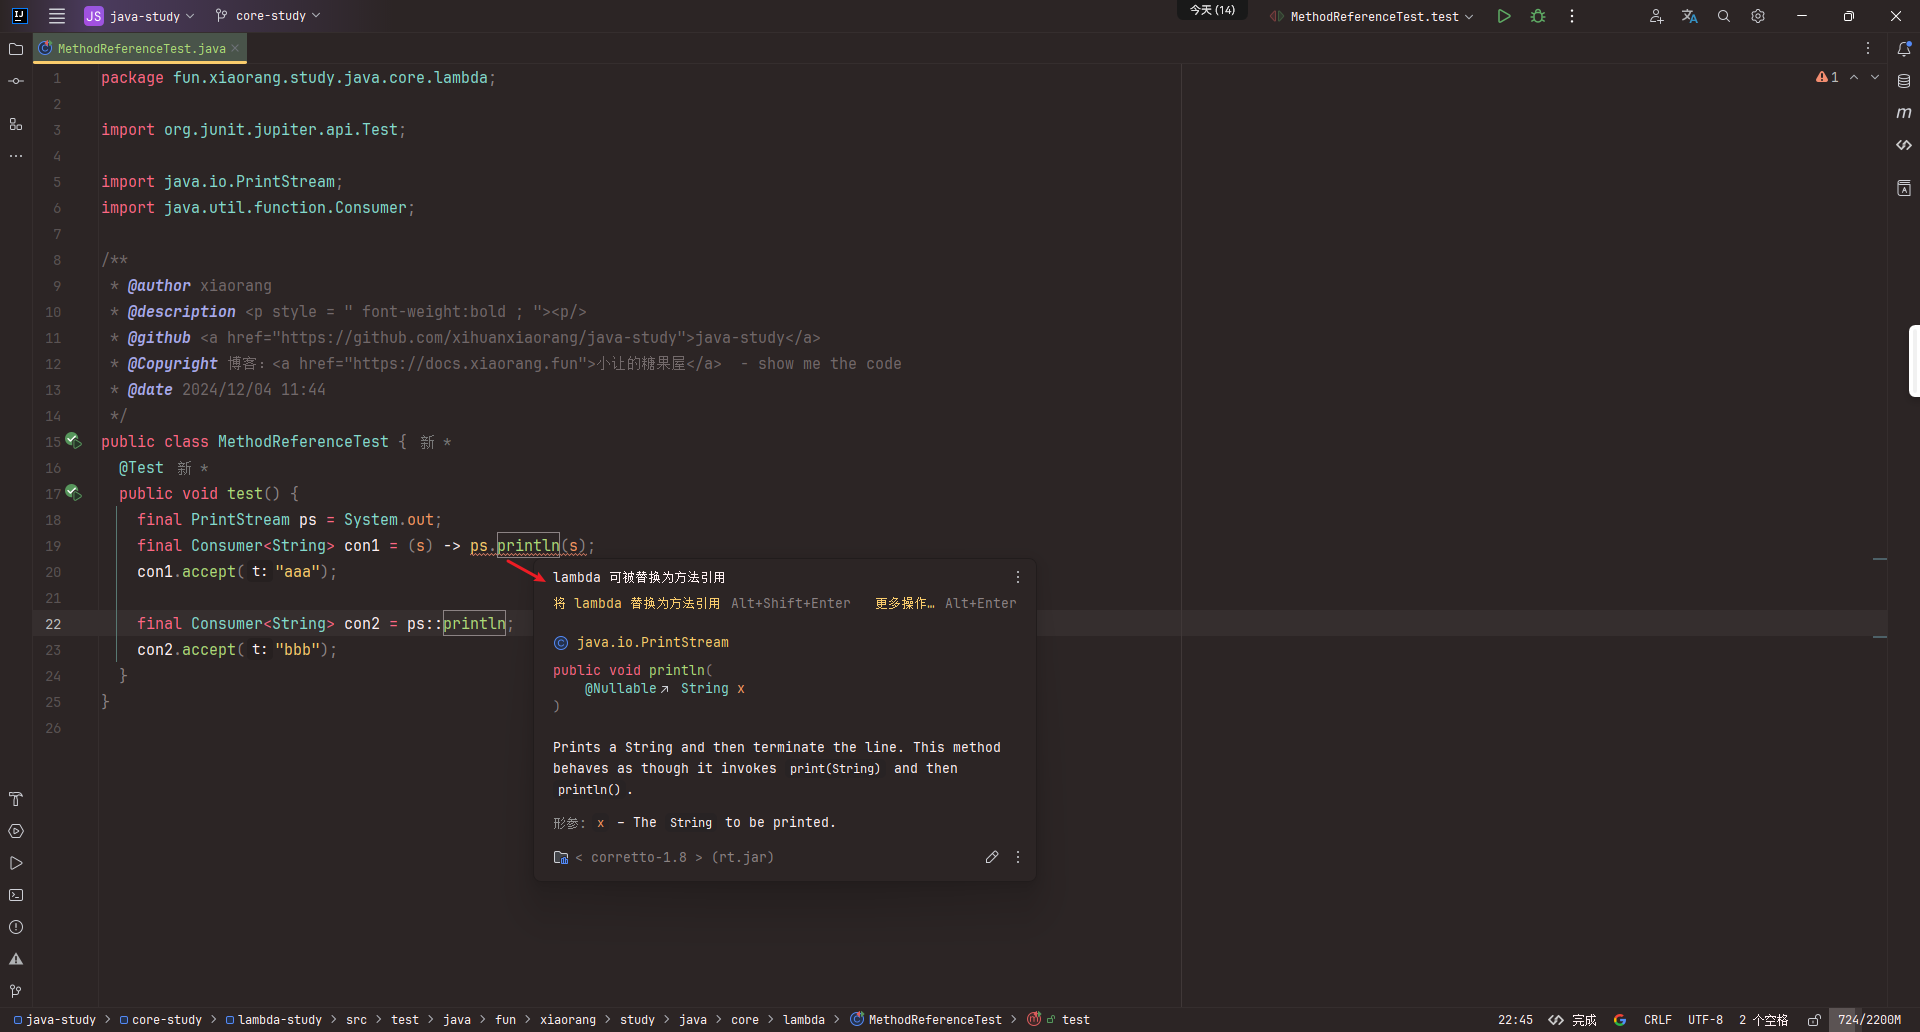 JS java-study core-study 今天 (14) MethodReferenceTest.test
MethodReferenceTest.java
1 package fun.xiaorang.study.java.core.lambda;
1
2
3 import org.junit.jupiter.api.Test;
4
5 import java.io.PrintStream;
6 import java.util.function.Consumer;
7
8 /**
9 * @author xiaorang
10 * @description <p style = " font-weight:bold ; "><p/>
11 * @github <a href="https://github.com/xihuanxiaorang/java-study">java-study</a>
12 * @Copyright 博客：<a href="https://docs.xiaorang.fun">小让的糖果屋</a>  - show me the code
13 * @date 2024/12/04 11:44
14 */
15 public class MethodReferenceTest { 新 *
16 @Test 新 *
17 public void test() {
18 final PrintStream ps = System.out;
19 final Consumer<String> con1 = (s) -> ps.println(s);
20 con1.accept( t: "aaa");
21
22 final Consumer<String> con2 = ps::println;
23 con2.accept( t: "bbb");
24 }
25 }
26
lambda 可被替换为方法引用
将 lambda 替换为方法引用 Alt+Shift+Enter 更多操作... Alt+Enter
java.io.PrintStream
public void println(
@Nullable↗ String x
)
Prints a String and then terminate the line. This method
behaves as though it invokes print(String) and then
println() .
形参: x – The String to be printed.
< corretto-1.8 > (rt.jar)
java-study > core-study > lambda-study > src > test > java > fun > xiaorang > study > java > core > lambda > MethodReferenceTest > test 22:45 完成 CRLF UTF-8 2 个空格 724/2200M